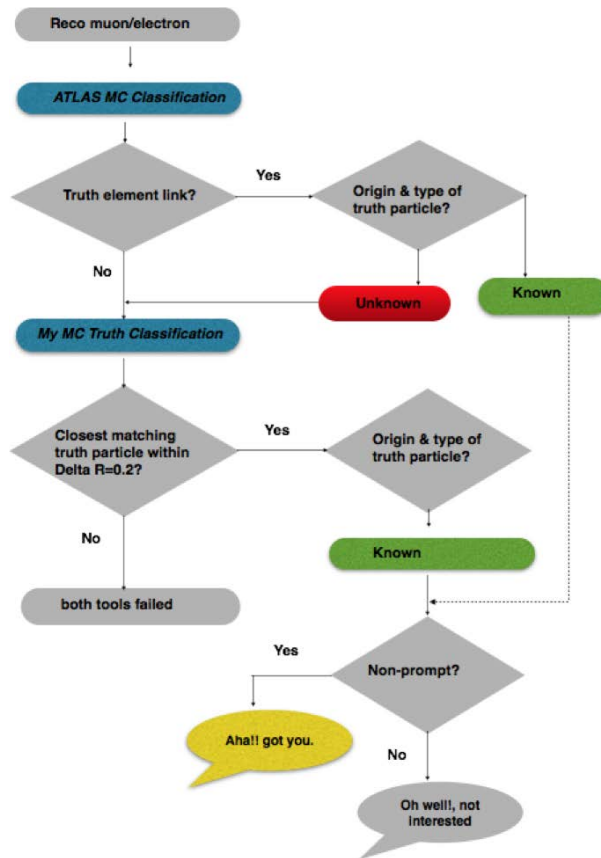 Reco muon/electron
ATLAS MC Classification
Truth element link?
Yes
Origin & type of
truth particle?
No
Unknown
Known
My MC Truth Classification
Closest matching
truth particle within
Delta R=0.2?
Yes
Origin & type of
truth particle?
No
Known
both tools failed
Yes
Non-prompt?
Aha!! got you.
No
Oh well!, not
interested